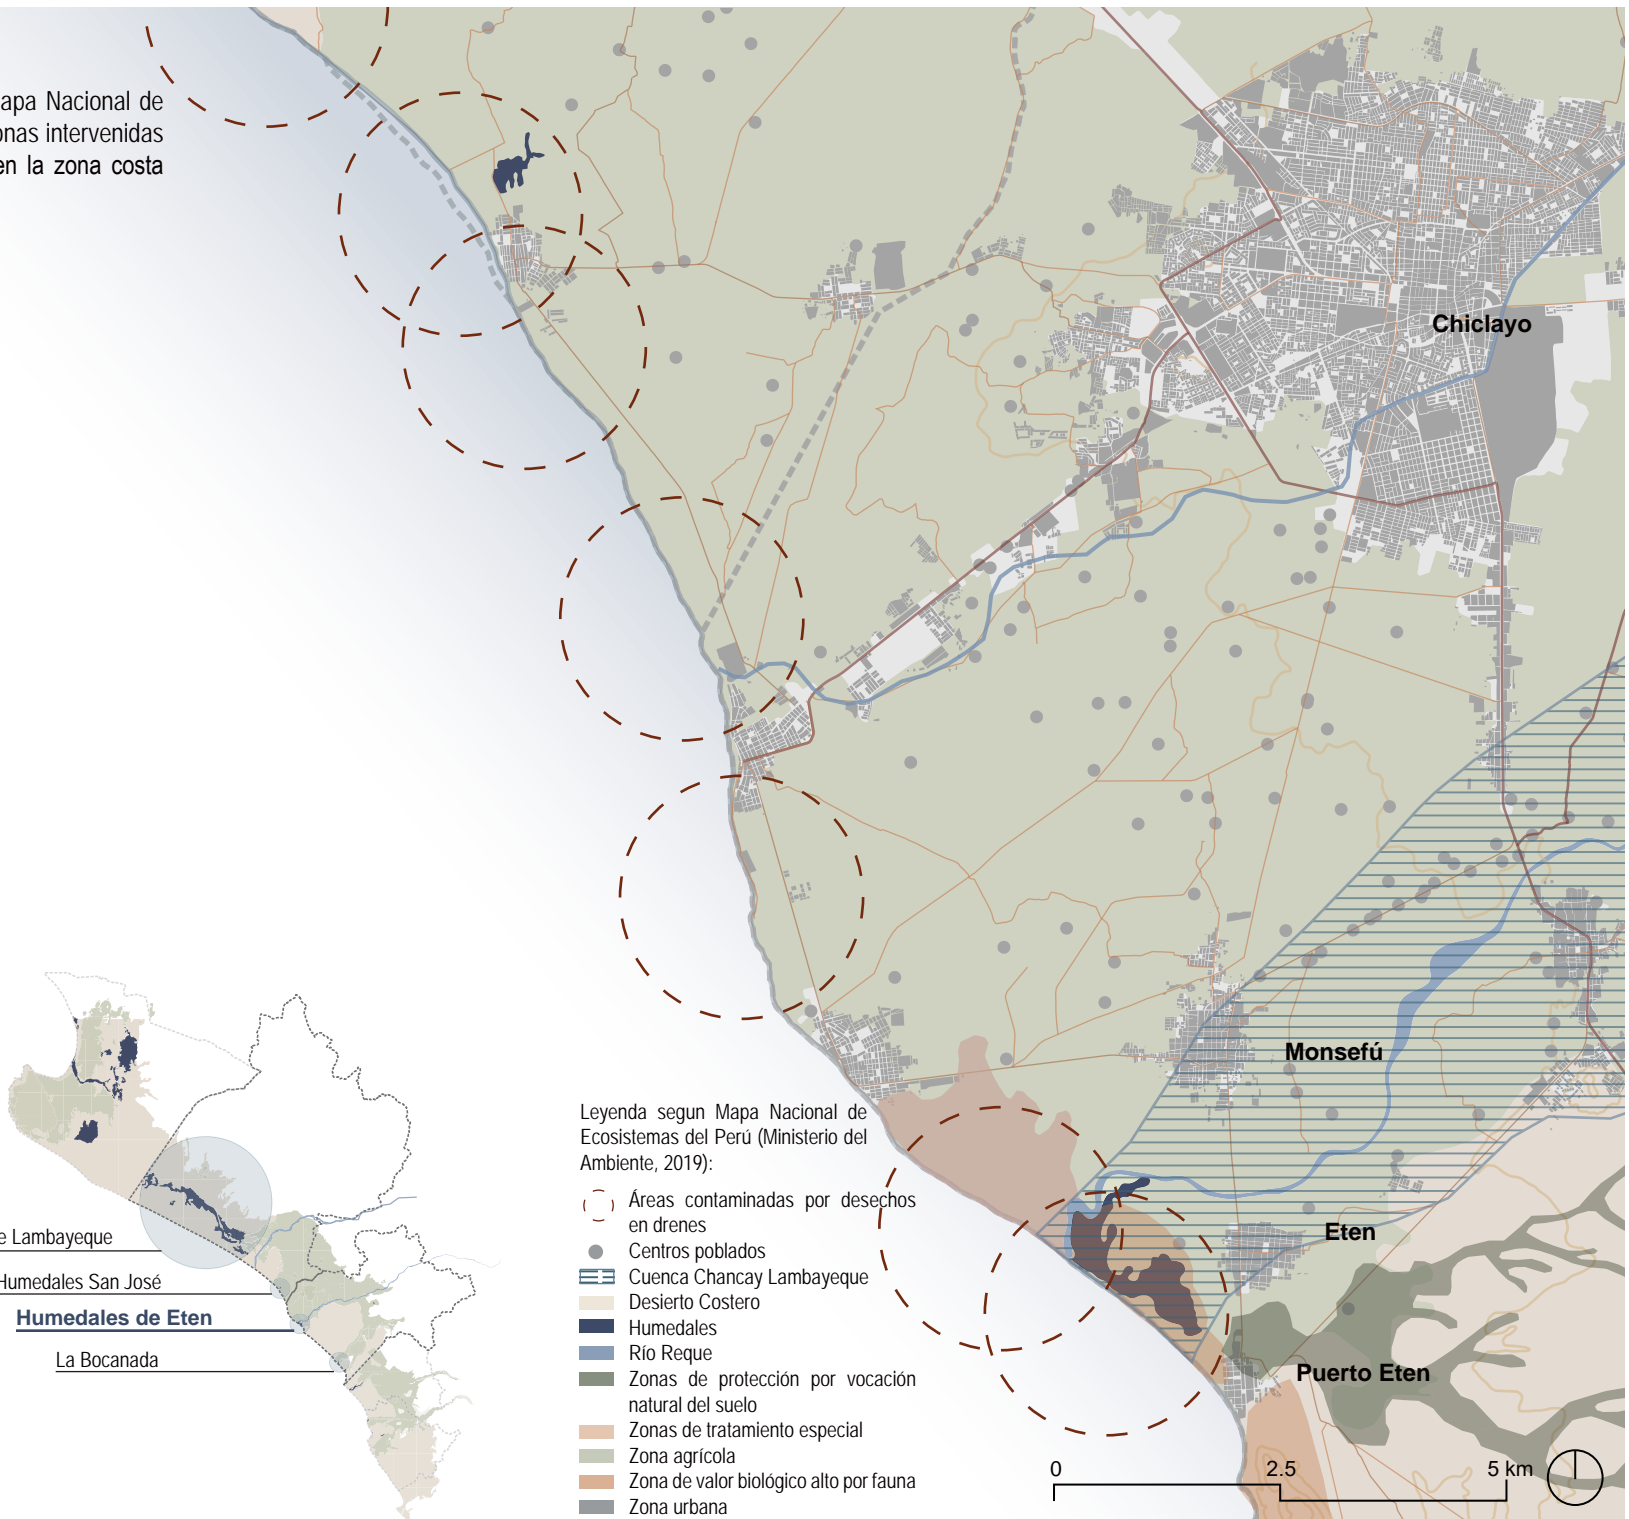 apa Nacional de
onas intervenidas
en la zona costa
Chiclayo
Monsefú
Eten
Puerto Eten
e Lambayeque
Humedales San José
Humedales de Eten
La Bocanada
Leyenda segun Mapa Nacional de
Ecosistemas del Perú (Ministerio del
Ambiente, 2019):
Áreas contaminadas por desechos
en drenes
Centros poblados
Cuenca Chancay Lambayeque
Desierto Costero
Humedales
Río Reque
Zonas de protección por vocación
natural del suelo
Zonas de tratamiento especial
Zona agrícola
Zona de valor biológico alto por fauna
Zona urbana
0 2.5 5 km